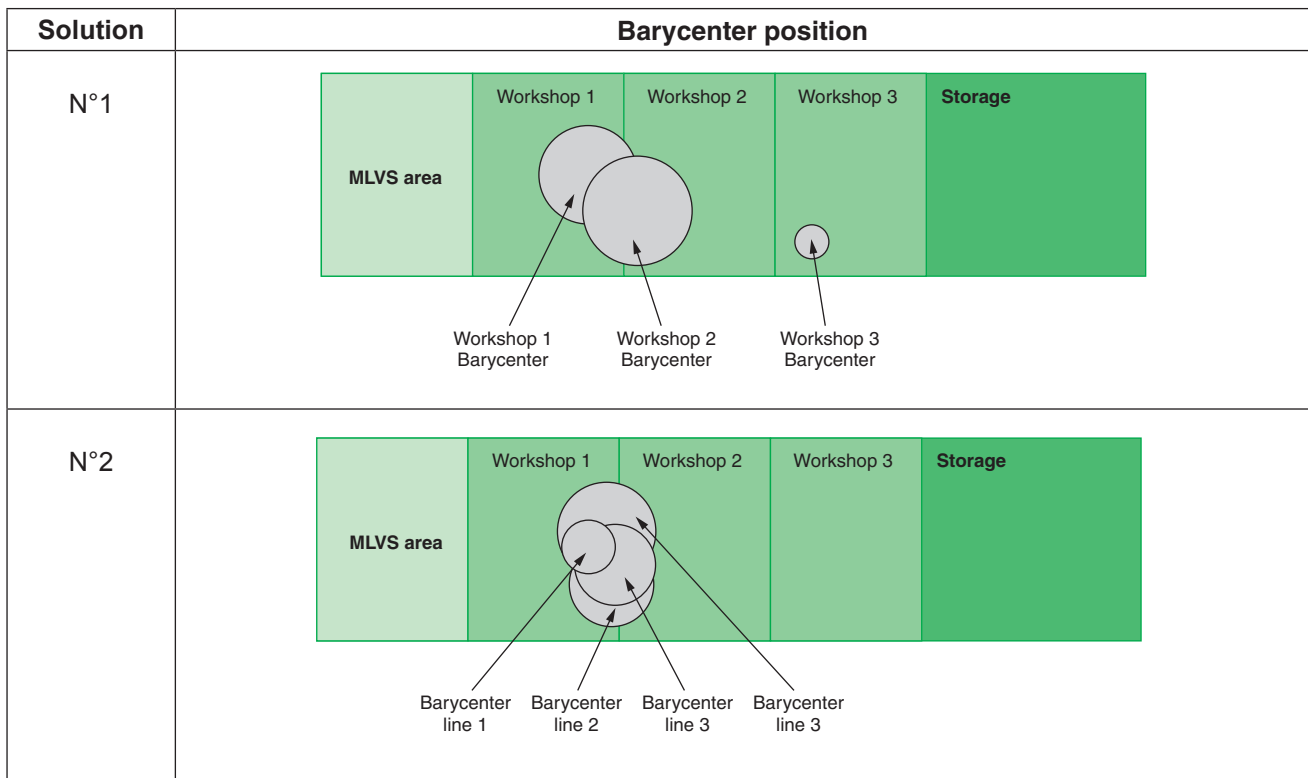 Solution
Barycenter position
N°1
Workshop 1
Workshop 2
Workshop 3
Storage
MLVS area
Workshop 1
Barycenter
Workshop 2
Barycenter
Workshop 3
Barycenter
N°2
Workshop 1
Workshop 2
Workshop 3
Storage
MLVS area
Barycenter
line 1
Barycenter
line 2
Barycenter
line 3
Barycenter
line 3